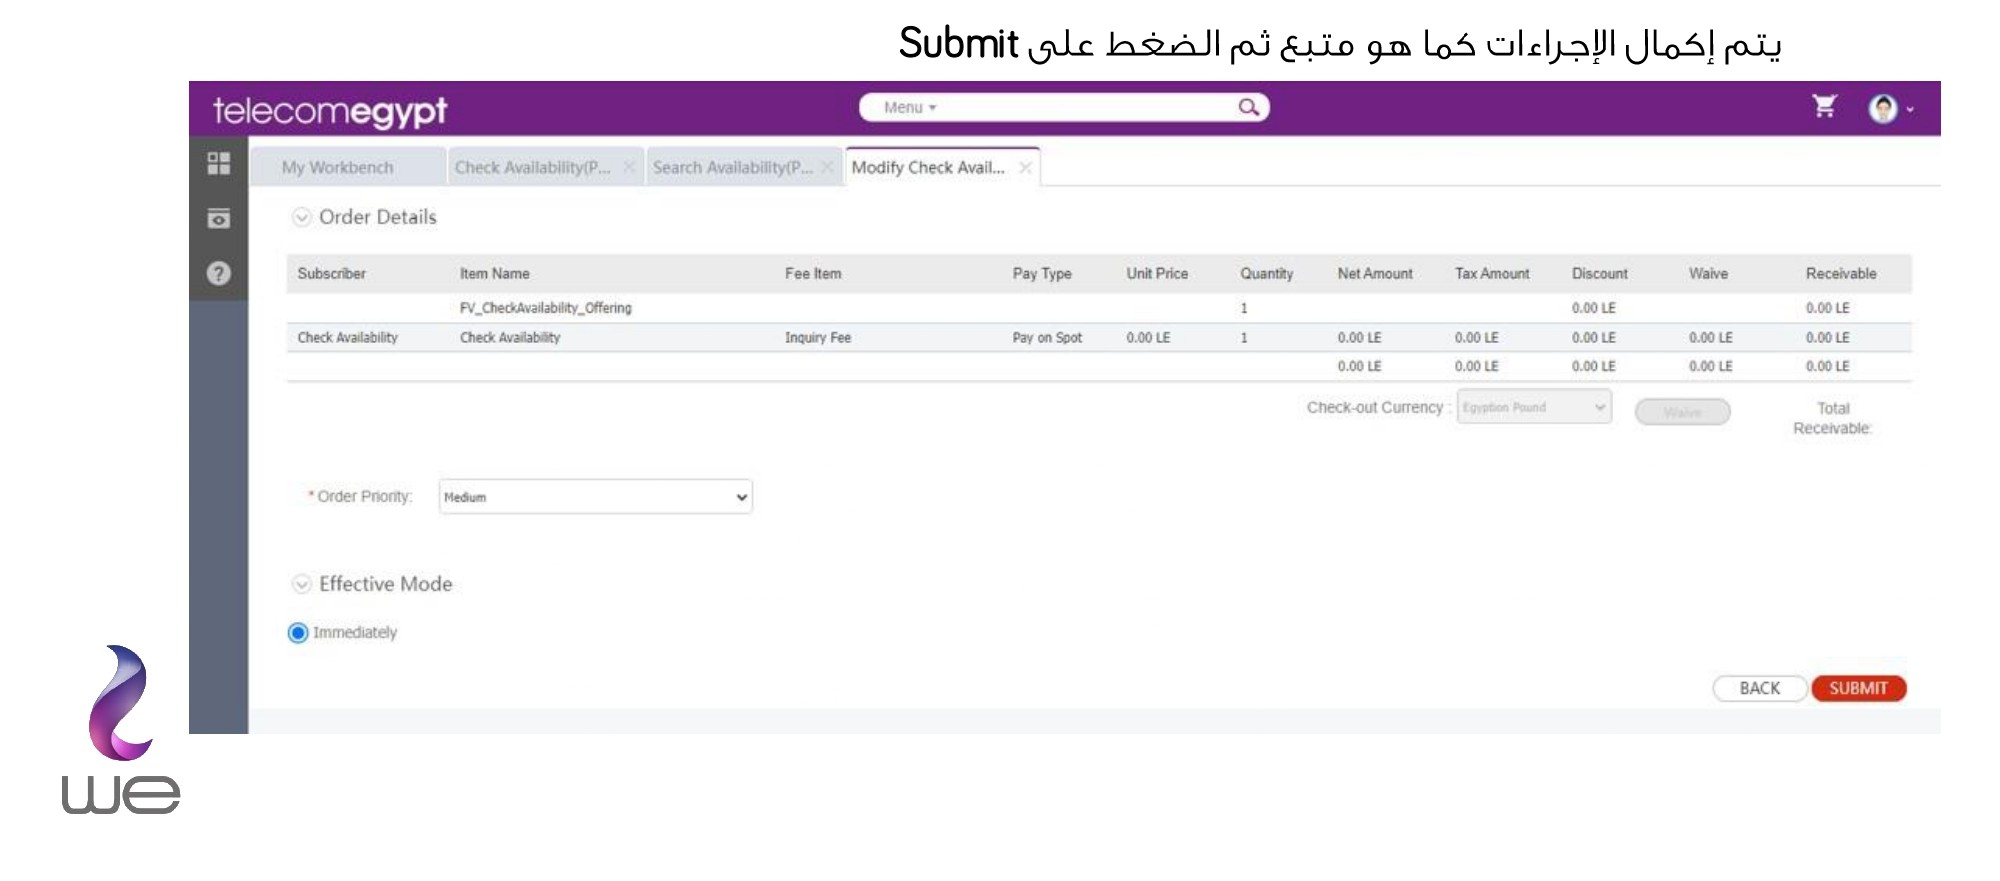 يتم إكمال الإجراءات كما هو متبع ثم الضغط على Submit
telecomegypt
Menu
My Workbench Check Availability(P... Search Availability(P... Modify Check Avail...
Order Details
Subscriber Item Name Fee Item Pay Type Unit Price Quantity Net Amount Tax Amount Discount Waive Receivable
FV_CheckAvailability_Offering 1 0.00 LE 0.00 LE
Check Availability Check Availability Inquiry Fee Pay on Spot 0.00 LE 1 0.00 LE 0.00 LE 0.00 LE 0.00 LE 0.00 LE
0.00 LE 0.00 LE 0.00 LE 0.00 LE 0.00 LE
Check-out Currency : Egyption Pound Waive Total
Receivable:
* Order Priority: Medium
Effective Mode
Immediately
BACK SUBMIT
we